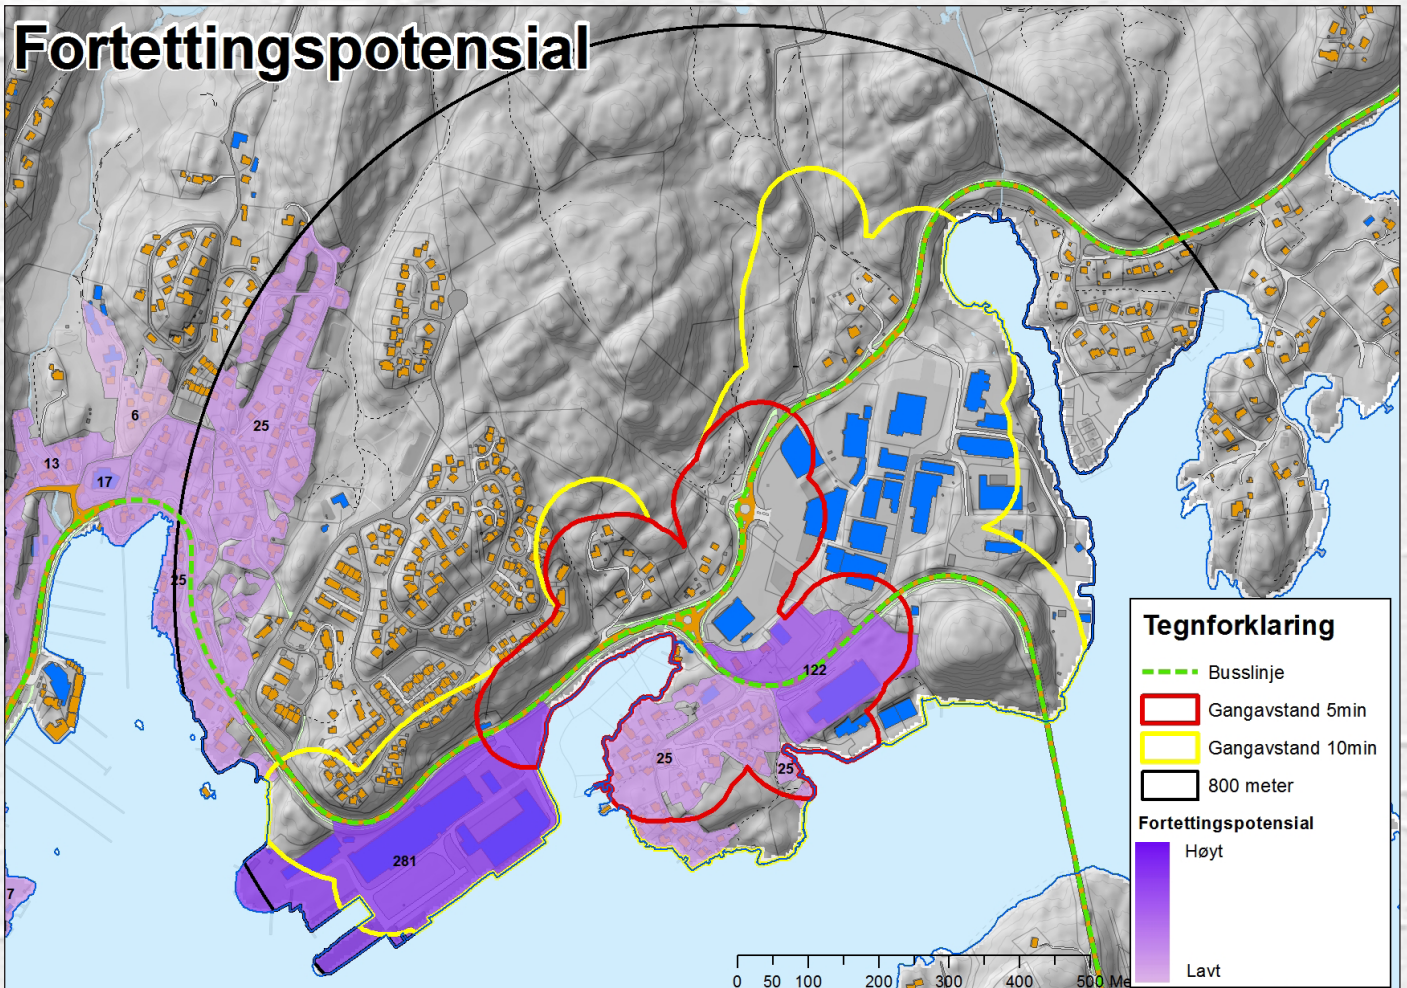 Fortettingspotensial
6
25
13
17
25
122
25
25
281
7
Tegnforklaring
Busslinje
Gangavstand 5min
Gangavstand 10min
800 meter
Fortettingspotensial
Høyt
Lavt
0 50 100 200 300 400 500 Me